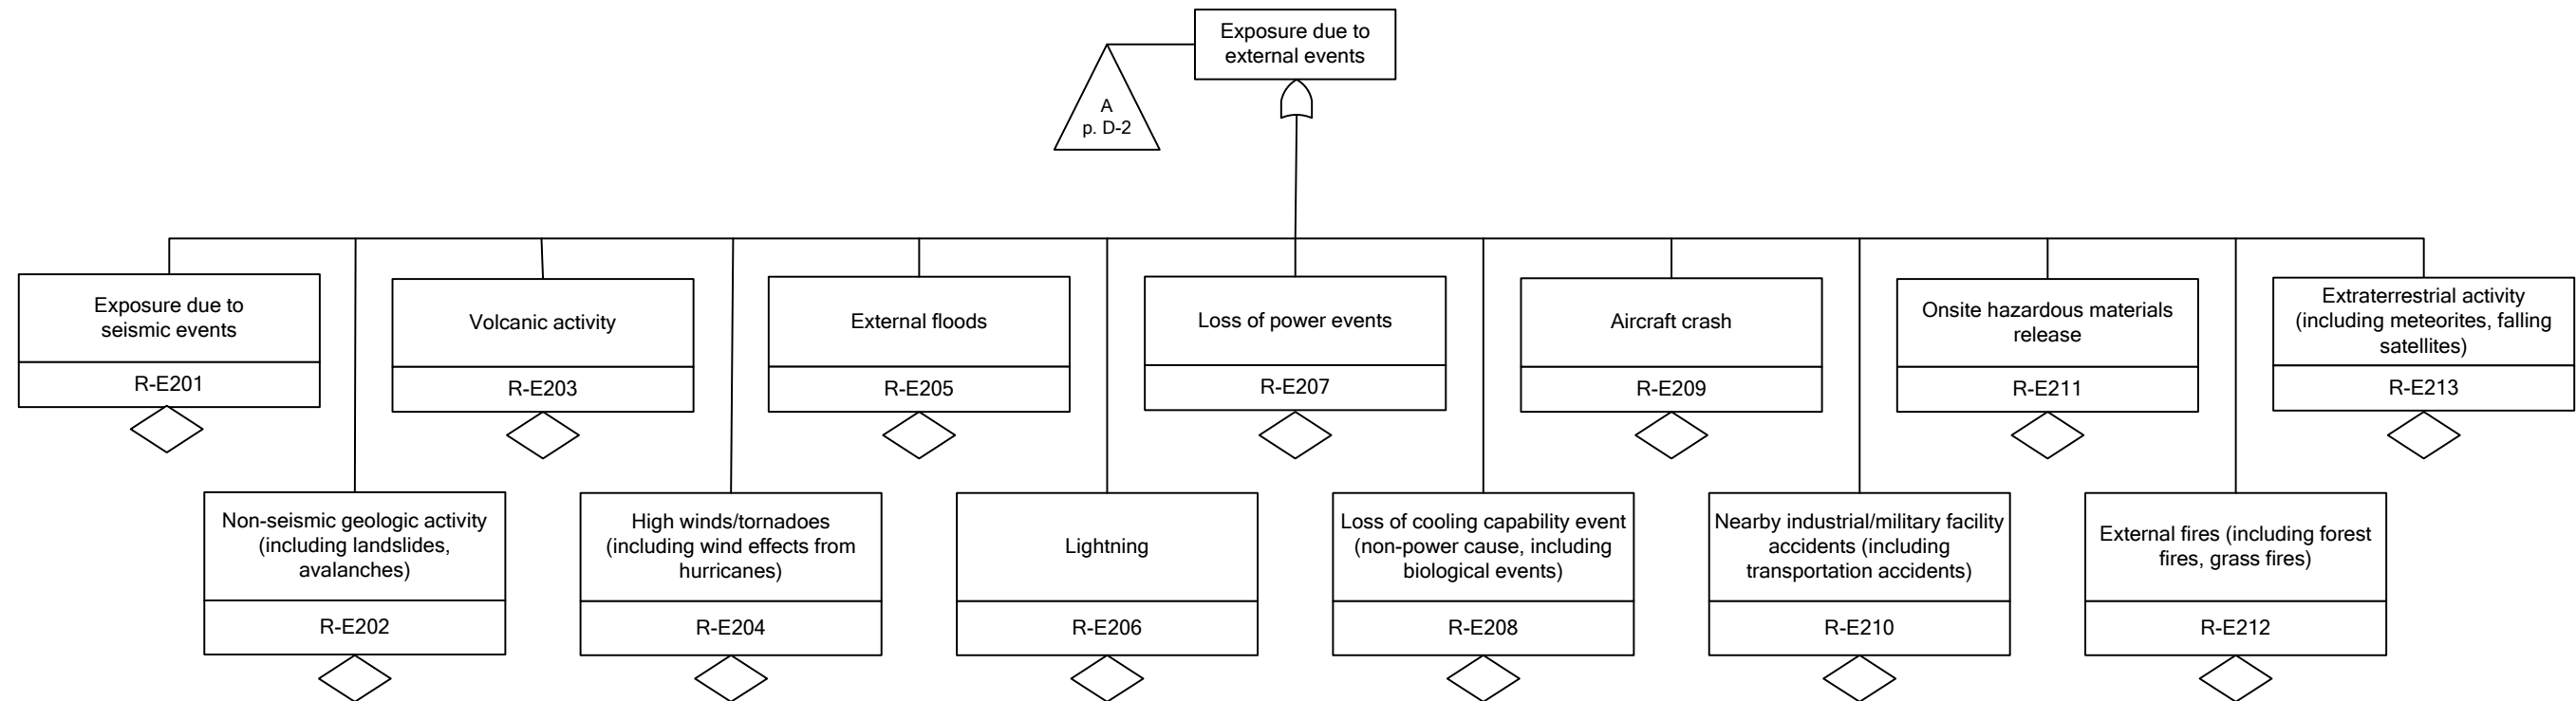 Exposure due to
external events
A
p. D-2
Exposure due to
seismic events
R-E201
Volcanic activity
R-E203
External floods
R-E205
Loss of power events
R-E207
Aircraft crash
R-E209
Onsite hazardous materials
release
R-E211
Extraterrestrial activity
(including meteorites, falling
satellites)
R-E213
Non-seismic geologic activity
(including landslides,
avalanches)
R-E202
High winds/tornadoes
(including wind effects from
hurricanes)
R-E204
Lightning
R-E206
Loss of cooling capability event
(non-power cause, including
biological events)
R-E208
Nearby industrial/military facility
accidents (including
transportation accidents)
R-E210
External fires (including forest
fires, grass fires)
R-E212